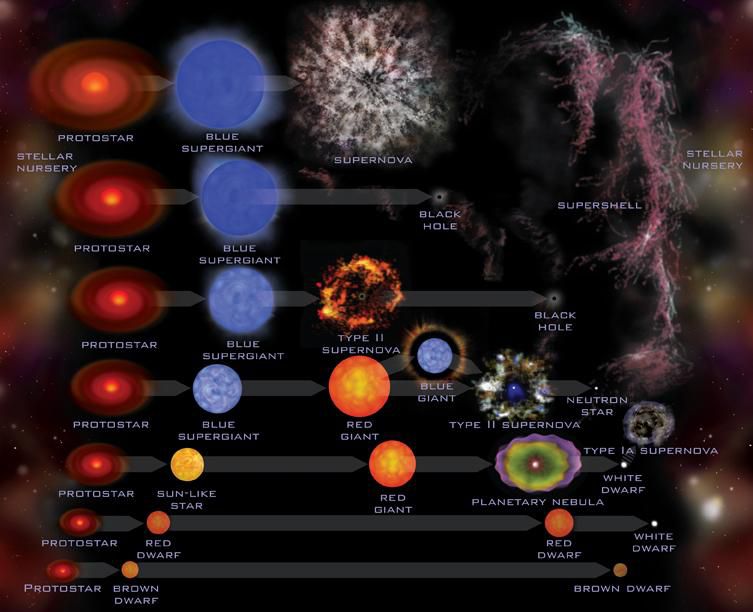 PROTOSTAR
BLUE
SUPERGIANT
SUPERNOVA
STELLAR
NURSERY
STELLAR
NURSERY
PROTOSTAR
BLUE
SUPERGIANT
BLACK
HOLE
SUPERSHELL
PROTOSTAR
BLUE
SUPERGIANT
TYPE II
SUPERNOVA
BLACK
HOLE
PROTOSTAR
BLUE
SUPERGIANT
RED
GIANT
BLUE
GIANT
TYPE II SUPERNOVA
NEUTRON
STAR
TYPE IA SUPERNOVA
PROTOSTAR
SUN-LIKE
STAR
RED
GIANT
PLANETARY NEBULA
WHITE
DWARF
PROTOSTAR
RED
DWARF
RED
DWARF
WHITE
DWARF
PROTOSTAR
BROWN
DWARF
BROWN DWARF